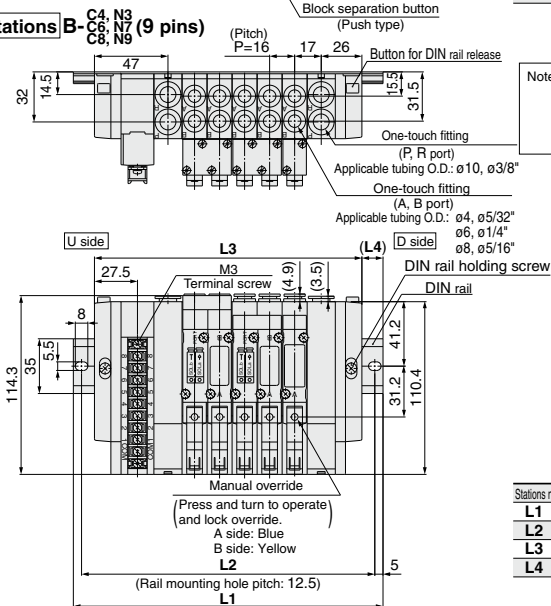 Block separation button
(Push type)
tations B- C4, N3
C6, N7 (9 pins)
C8, N9
(Pitch)
P=16
17
26
47
Button for DIN rail release
32
14.5
15.5
31.5
Note
One-touch fitting
(P, R port)
Applicable tubing O.D.: ø10, ø3/8"
One-touch fitting
(A, B port)
Applicable tubing O.D.: ø4, ø5/32"
ø6, ø1/4"
ø8, ø5/16"
U side
L3
(L4)
D side
27.5
M3
Terminal screw
(4.9)
(3.5)
DIN rail holding screw
DIN rail
8
35
5.5
114.3
41.2
31.2
110.4
Manual override
(Press and turn to operate
and lock override.)
A side: Blue
B side: Yellow
L2
5
(Rail mounting hole pitch: 12.5)
L1
Stations n
L1
L2
L3
L4